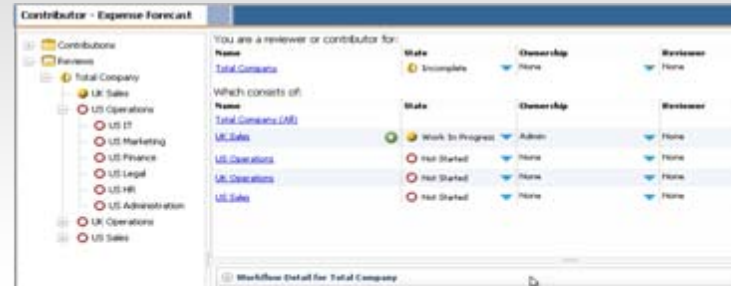 Contributor - Expense Forecast
Contributions
Reviews
Total Company
UK Sales
US Operations
US IT
US Marketing
US Finance
US Legal
US HR
US Administration
UK Operations
US Sales
You are a reviewer or contributor for:
Name State Ownership Reviewer
Total Company Incomplete None None
Which consists of:
Name State Ownership Reviewer
Total Company (All)
UK Sales Work In Progress Admin None
US Operations Not Started None None
UK Operations Not Started None None
US Sales Not Started None None
Workflow Detail for Total Company